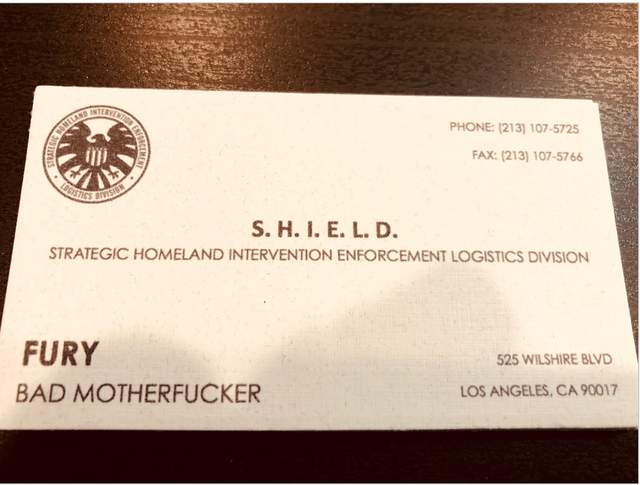 STRATEGIC HOMELAND INTERVENTION ENFORCEMENT
• LOGISTICS DIVISION •
PHONE: (213) 107-5725
FAX: (213) 107-5766
S. H. I. E. L. D.
STRATEGIC HOMELAND INTERVENTION ENFORCEMENT LOGISTICS DIVISION
FURY
BAD MOTHERFUCKER
525 WILSHIRE BLVD
LOS ANGELES, CA 90017